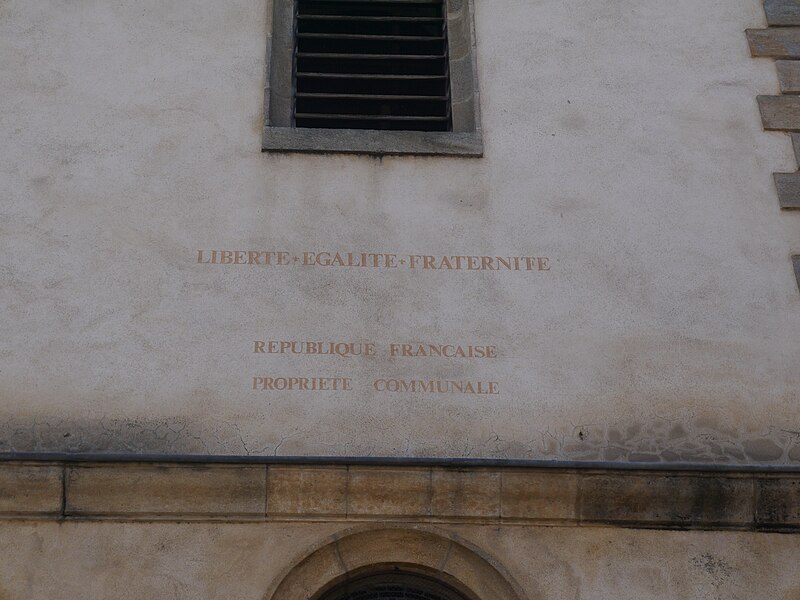 LIBERTE・EGALITE・FRATERNITE
REPUBLIQUE FRANCAISE
PROPRIETE COMMUNALE